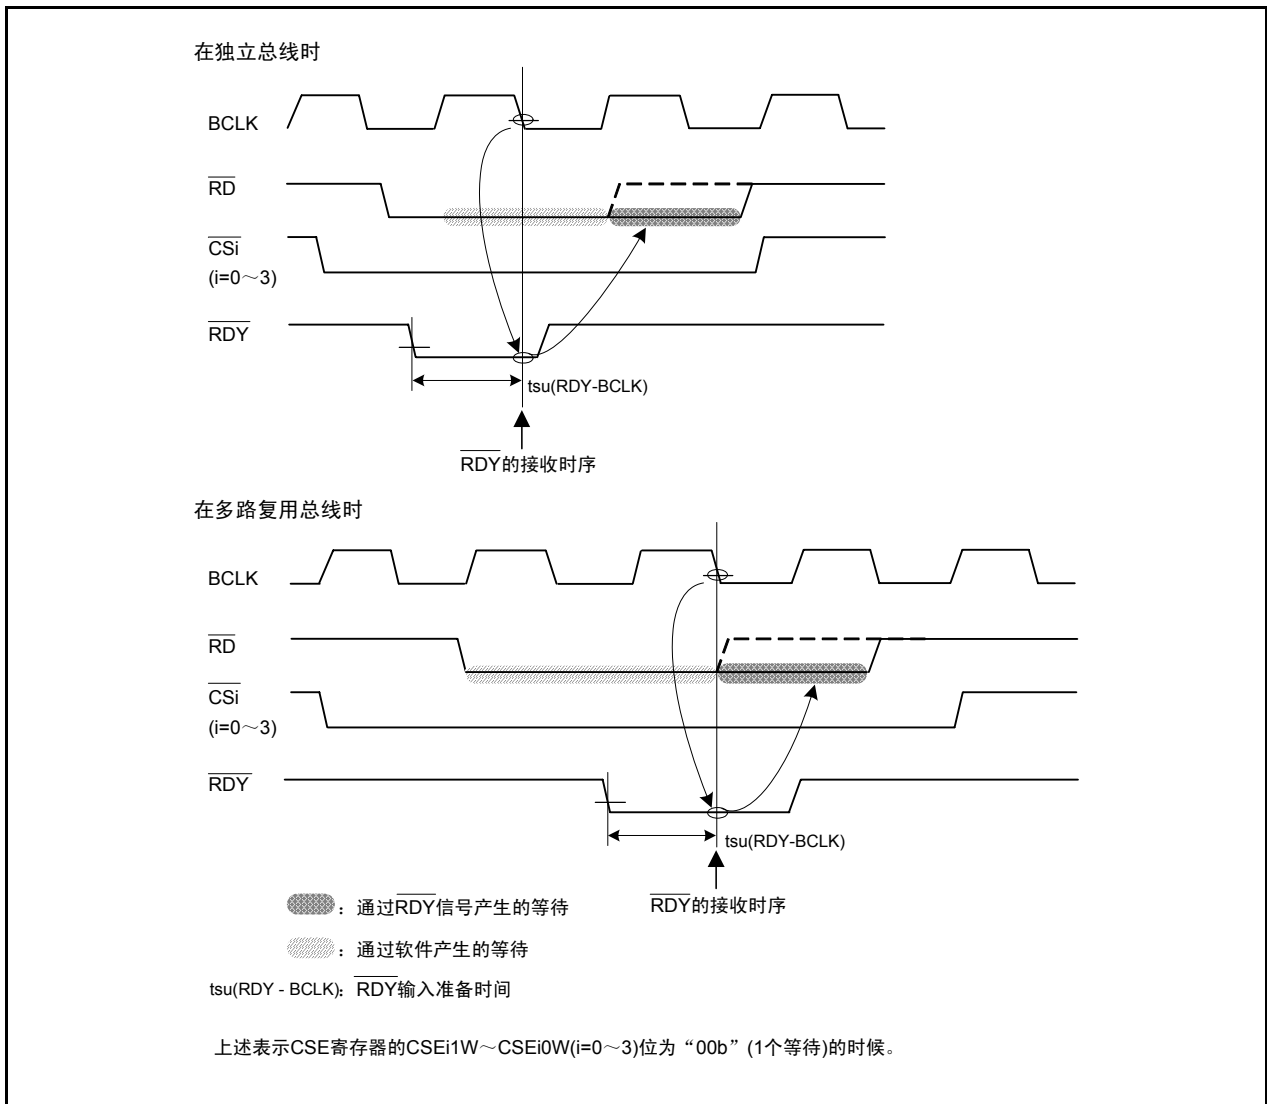 在独立总线时
BCLK
RD
CSi
(i=0～3)
RDY
tsu(RDY-BCLK)
RDY的接收时序
在多路复用总线时
BCLK
RD
CSi
(i=0～3)
RDY
tsu(RDY-BCLK)
RDY的接收时序
：通过RDY信号产生的等待
：通过软件产生的等待
tsu(RDY - BCLK)：RDY输入准备时间
上述表示CSE寄存器的CSEi1W～CSEi0W(i=0～3)位为“00b”(1个等待)的时候。